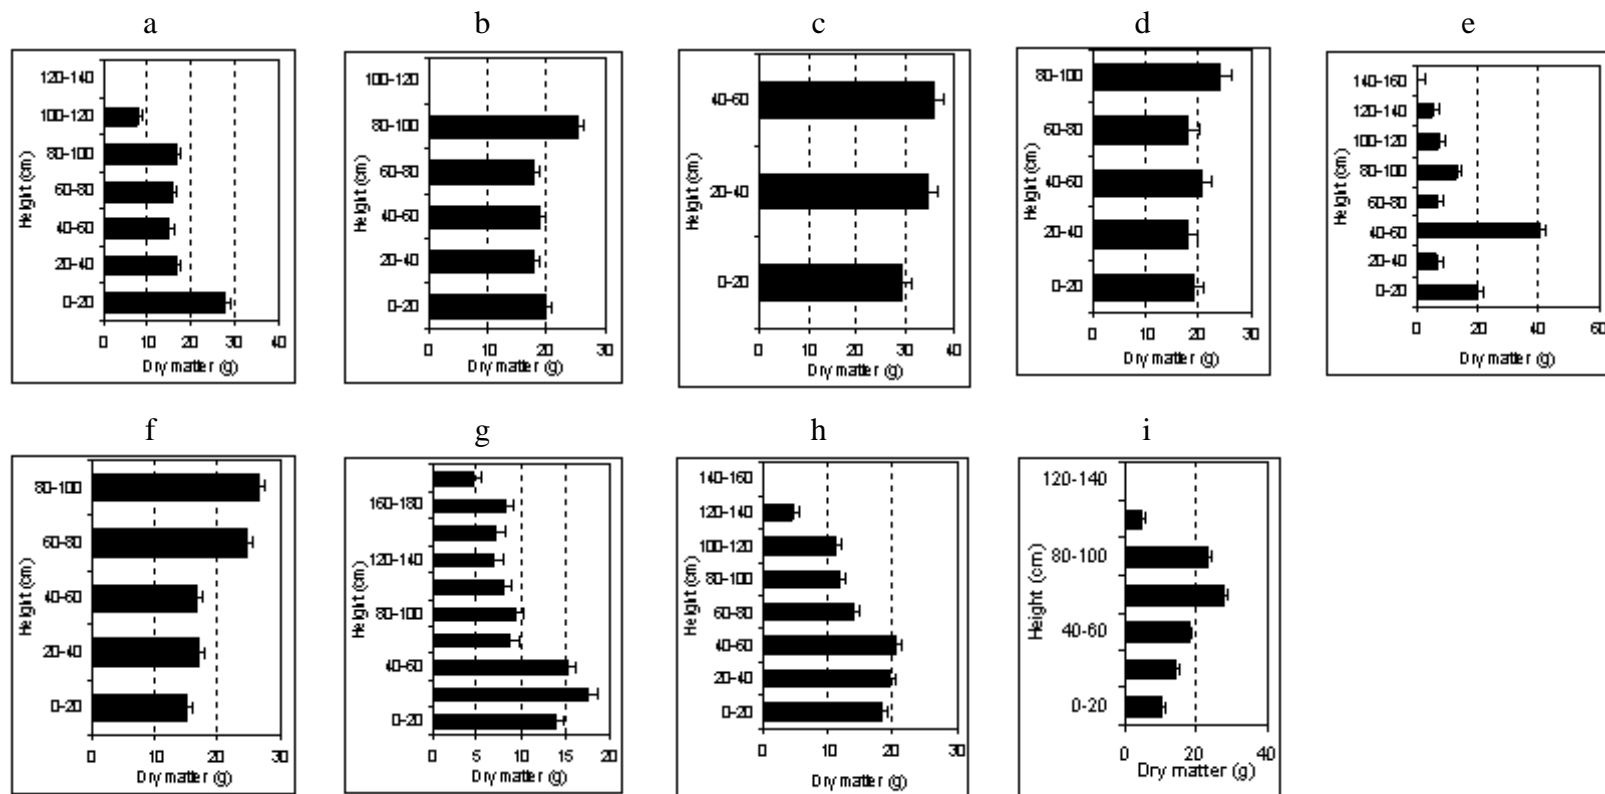 a
b
c
d
e
120-140
100-120
80-100
60-80
40-60
20-40
0-20
Height (cm)
0 10 20 30 40
Dry matter (g)
100-120
80-100
60-80
40-60
20-40
0-20
Height (cm)
0 10 20 30
Dry matter (g)
40-60
20-40
0-20
Height (cm)
0 10 20 30 40
Dry matter (g)
80-100
60-80
40-60
20-40
0-20
Height (cm)
0 10 20 30
Dry matter (g)
140-160
120-140
100-120
80-100
60-80
40-60
20-40
0-20
Height (cm)
0 20 40 60
Dry matter (g)
f
g
h
i
80-100
60-80
40-60
20-40
0-20
Height (cm)
0 10 20 30
Dry matter (g)
160-180
120-140
80-100
40-60
0-20
Height (cm)
0 5 10 15 20
Dry matter (g)
140-160
120-140
100-120
80-100
60-80
40-60
20-40
0-20
Height (cm)
0 10 20 30
Dry matter (g)
120-140
80-100
40-60
0-20
Height (cm)
0 20 40
Dry matter (g)